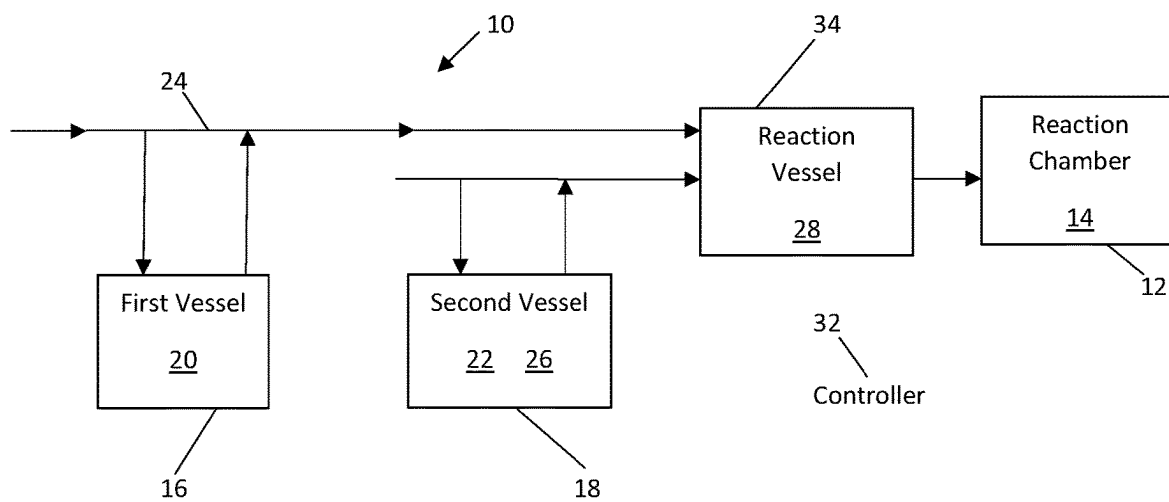 10
34
24
Reaction
Vessel
28
Reaction
Chamber
14
12
First Vessel
20
Second Vessel
22 26
32
Controller
16
18